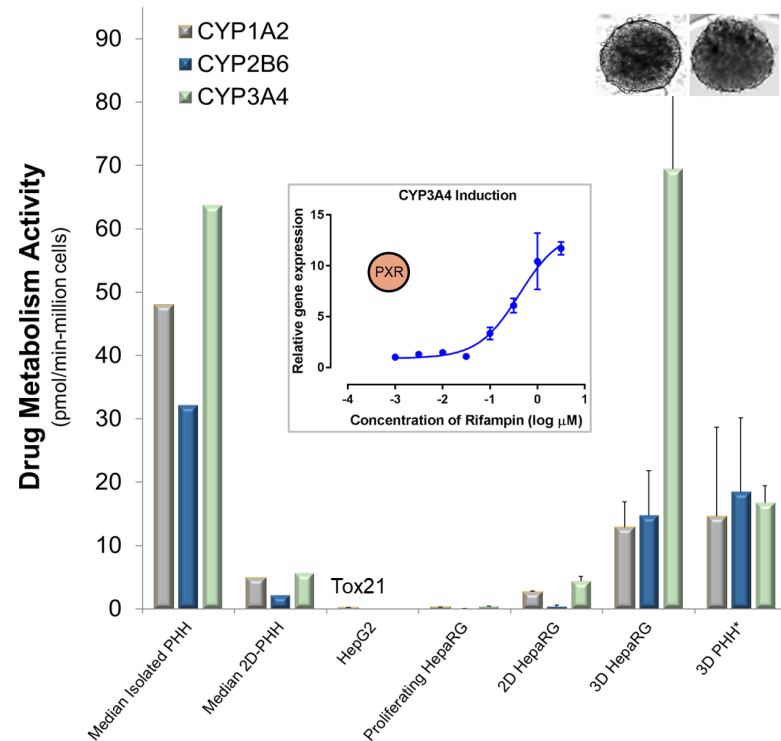 Drug Metabolism Activity
(pmol/min-million cells)
90
80
70
60
50
40
30
20
10
0
CYP1A2
CYP2B6
CYP3A4
CYP3A4 Induction
Relative gene expression
15
10
5
0
PXR
-4 -3 -2 -1 0 1
Concentration of Rifampin (log μM)
Tox21
Median Isolated PHH
Median 2D-PHH
HepG2
Proliferating HepaRG
2D HepaRG
3D HepaRG
3D PHH*